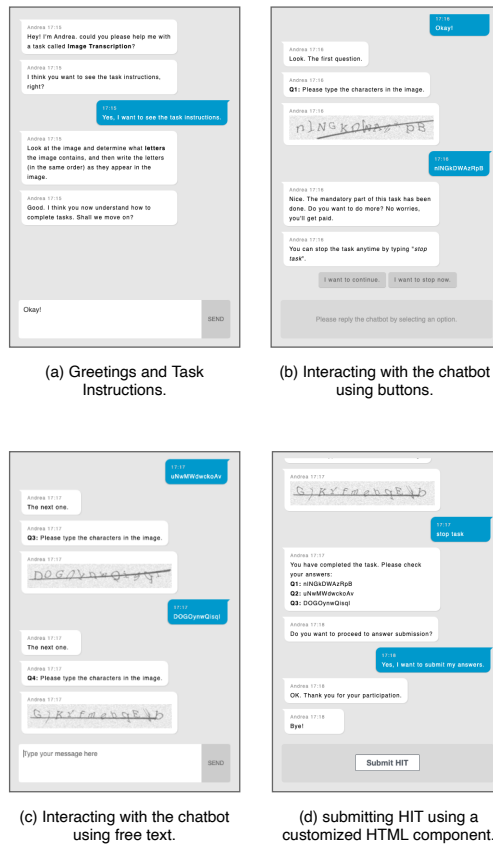 Andrea 17:15
Hey! I'm Andrea. could you please help me with
a task called Image Transcription?
Andrea 17:15
I think you want to see the task instructions,
right?
17:15
Yes, I want to see the task instructions.
Andrea 17:15
Look at the image and determine what letters
the image contains, and then write the letters
(in the same order) as they appear in the
image.
Andrea 17:15
Good. I think you now understand how to
complete tasks. Shall we move on?
Okay!
SEND
(a) Greetings and Task
Instructions.
17:16
Okay!
Andrea 17:16
Look. The first question.
Andrea 17:16
Q1: Please type the characters in the image.
Andrea 17:16
17:16
nINGkDWAzRpB
Andrea 17:16
Nice. The mandatory part of this task has been
done. Do you want to do more? No worries,
you'll get paid.
Andrea 17:16
You can stop the task anytime by typing "stop
task".
I want to continue.
I want to stop now.
Please reply the chatbot by selecting an option.
(b) Interacting with the chatbot
using buttons.
17:17
uNwMWdwckoAv
Andrea 17:17
The next one.
Andrea 17:17
Q3: Please type the characters in the image.
Andrea 17:17
17:17
DOGOynwQisqI
Andrea 17:17
The next one.
Andrea 17:17
Q4: Please type the characters in the image.
Andrea 17:17
Type your message here
SEND
(c) Interacting with the chatbot
using free text.
Andrea 17:17
17:17
stop task
Andrea 17:17
You have completed the task. Please check
your answers:
Q1: nINGkDWAzRpB
Q2: uNwMWdwckoAv
Q3: DOGOynwQisqI
Andrea 17:18
Do you want to proceed to answer submission?
17:18
Yes, I want to submit my answers.
Andrea 17:18
OK. Thank you for your participation.
Andrea 17:18
Bye!
Submit HIT
(d) submitting HIT using a
customized HTML component.